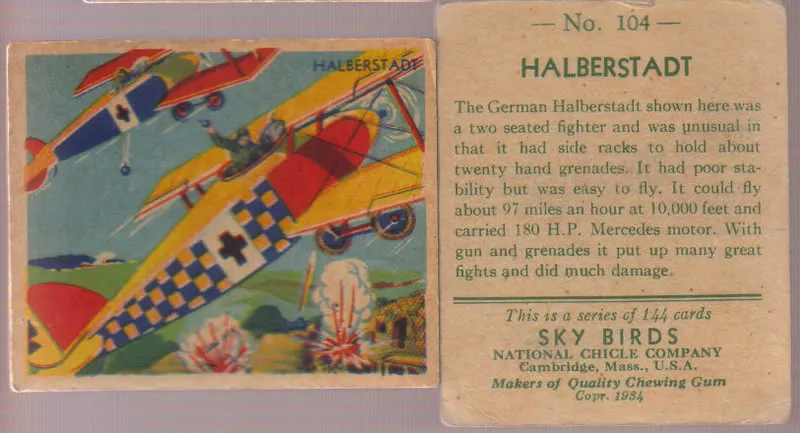 HALBERSTADT
— No. 104 —
HALBERSTADT
The German Halberstadt shown here was
a two seated fighter and was unusual in
that it had side racks to hold about
twenty hand grenades. It had poor sta-
bility but was easy to fly. It could fly
about 97 miles an hour at 10,000 feet and
carried 180 H.P. Mercedes motor. With
gun and grenades it put up many great
fights and did much damage.
This is a series of 144 cards
SKY BIRDS
NATIONAL CHICLE COMPANY
Cambridge, Mass., U.S.A.
Makers of Quality Chewing Gum
Copr. 1934